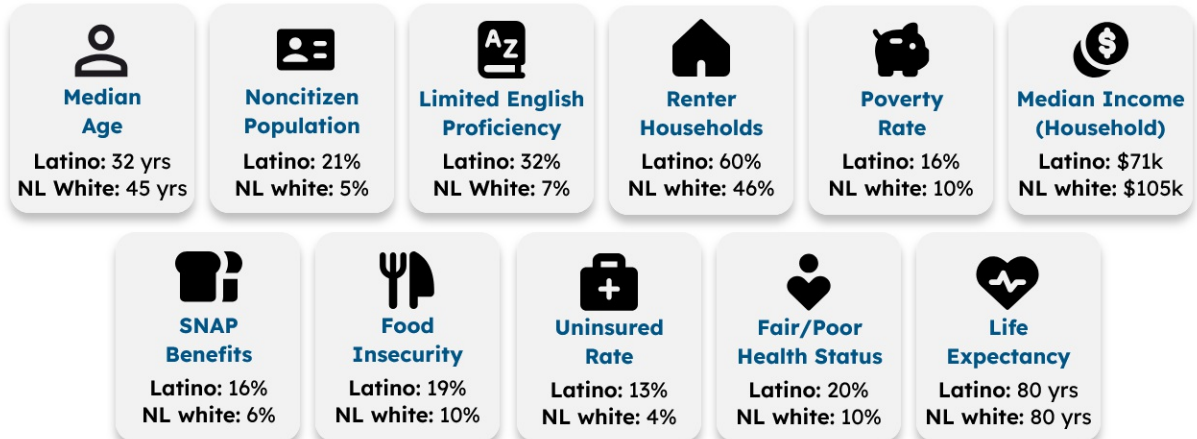 Median
Age
Latino: 32 yrs
NL White: 45 yrs
Noncitizen
Population
Latino: 21%
NL white: 5%
A Z
Limited English
Proficiency
Latino: 32%
NL White: 7%
Renter
Households
Latino: 60%
NL white: 46%
Poverty
Rate
Latino: 16%
NL white: 10%
$
Median Income
(Household)
Latino: $71k
NL white: $105k
SNAP
Benefits
Latino: 16%
NL white: 6%
Food
Insecurity
Latino: 19%
NL white: 10%
Uninsured
Rate
Latino: 13%
NL white: 4%
Fair/Poor
Health Status
Latino: 20%
NL white: 10%
Life
Expectancy
Latino: 80 yrs
NL white: 80 yrs